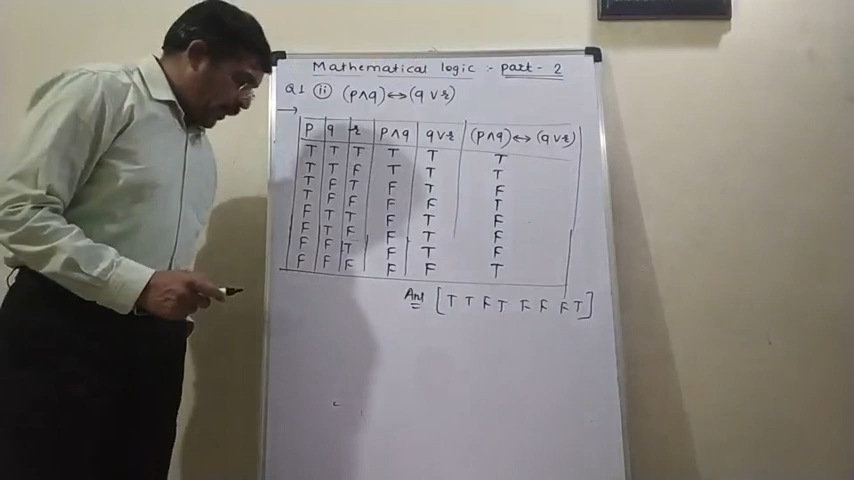 Mathematical logic :- part - 2
Q1 (ii) (p∧q)↔(q∨r)
→
p q r p∧q q∨r (p∧q)↔(q∨r)
T T T T T T
T T F T T T
T F T F T F
T F F F F T
F T T F T F
F T F F T F
F F T F T F
F F F F F T
Ans [T T F T F F F T]